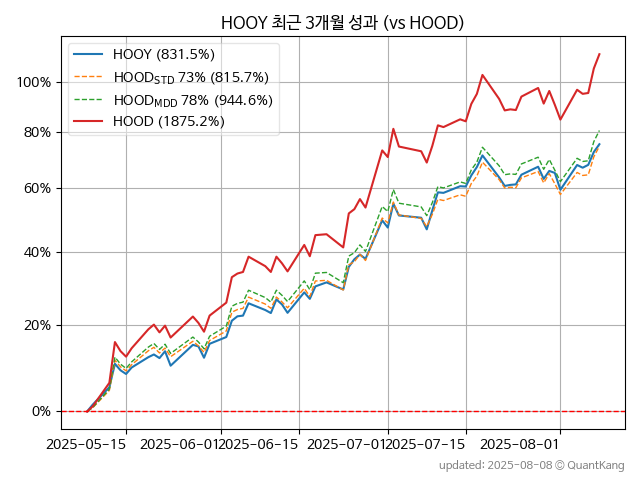 HOOY 최근 3개월 성과 (vs HOOD)
HOOY (831.5%)
HOOD_STD 73% (815.7%)
HOOD_MDD 78% (944.6%)
HOOD (1875.2%)
100%
80%
60%
40%
20%
0%
2025-05-15
2025-06-01
2025-06-15
2025-07-01
2025-07-15
2025-08-01
updated: 2025-08-08 © QuantKang